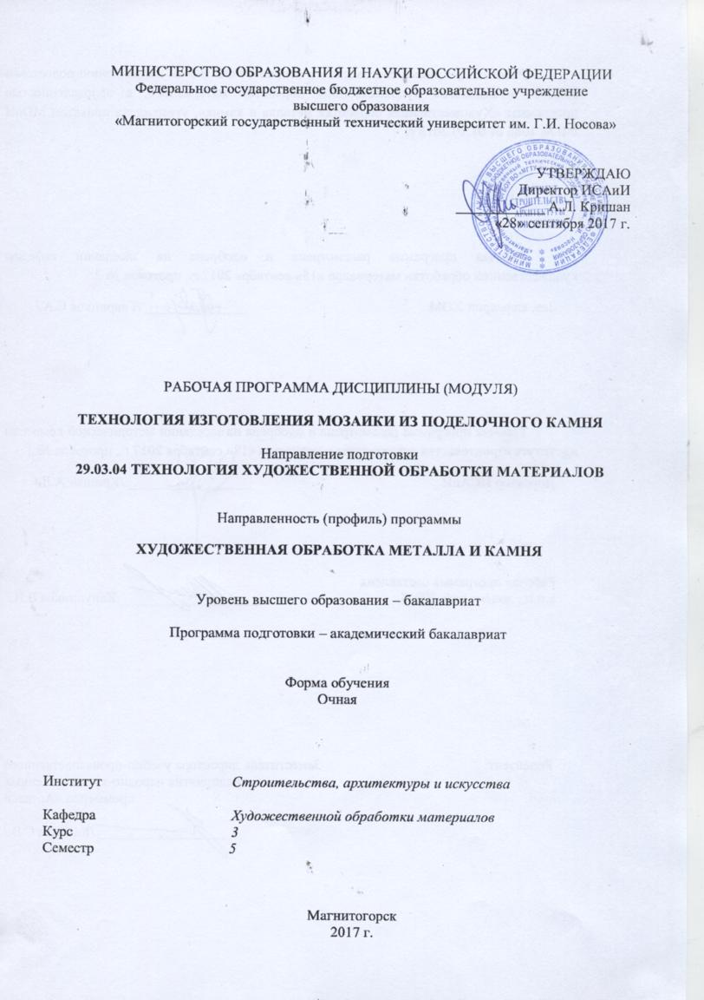 МИНИСТЕРСТВО ОБРАЗОВАНИЯ И НАУКИ РОССИЙСКОЙ ФЕДЕРАЦИИ
Федеральное государственное бюджетное образовательное учреждение
высшего образования
«Магнитогорский государственный технический университет им. Г.И. Носова»
УТВЕРЖДАЮ
Директор ИСАиИ
А.Л. Кришан
«28» сентября 2017 г.
РАБОЧАЯ ПРОГРАММА ДИСЦИПЛИНЫ (МОДУЛЯ)
ТЕХНОЛОГИЯ ИЗГОТОВЛЕНИЯ МОЗАИКИ ИЗ ПОДЕЛОЧНОГО КАМНЯ
Направление подготовки
29.03.04 ТЕХНОЛОГИЯ ХУДОЖЕСТВЕННОЙ ОБРАБОТКИ МАТЕРИАЛОВ
Направленность (профиль) программы
ХУДОЖЕСТВЕННАЯ ОБРАБОТКА МЕТАЛЛА И КАМНЯ
Уровень высшего образования – бакалавриат
Программа подготовки – академический бакалавриат
Форма обучения
Очная
Институт Строительства, архитектуры и искусства
Кафедра Художественной обработки материалов
Курс 3
Семестр 5
Магнитогорск
2017 г.